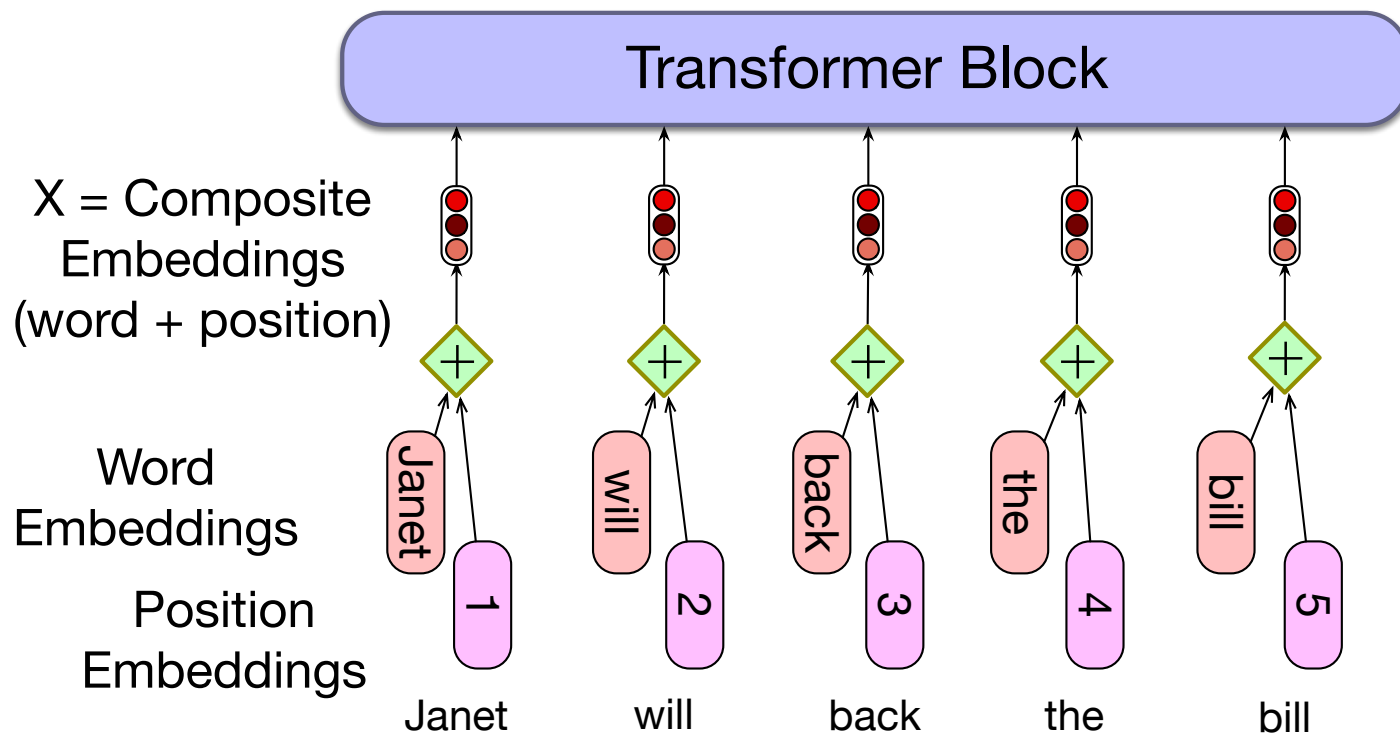 Transformer Block
X = Composite
Embeddings
(word + position)
+ + + + +
Word
Embeddings
Janet will back the bill
Position
Embeddings
1 2 3 4 5
Janet will back the bill